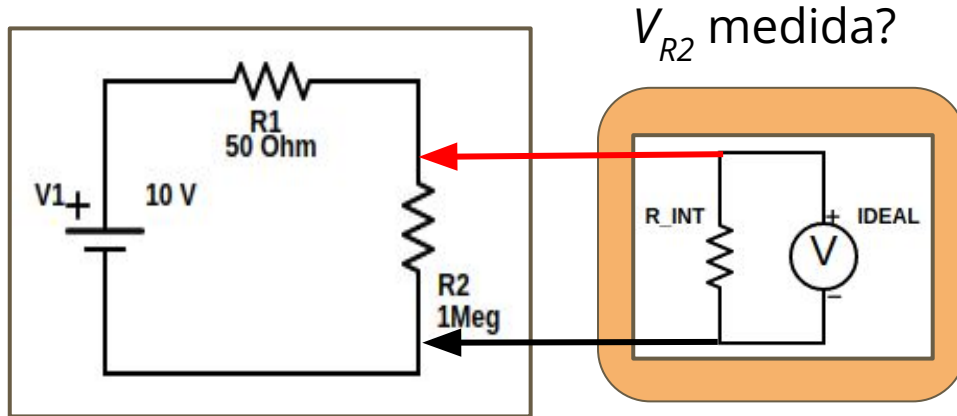 V_R2 medida?
R1
50 Ohm
V1
+
10 V
R2
1Meg
R_INT
+
IDEAL
V
−